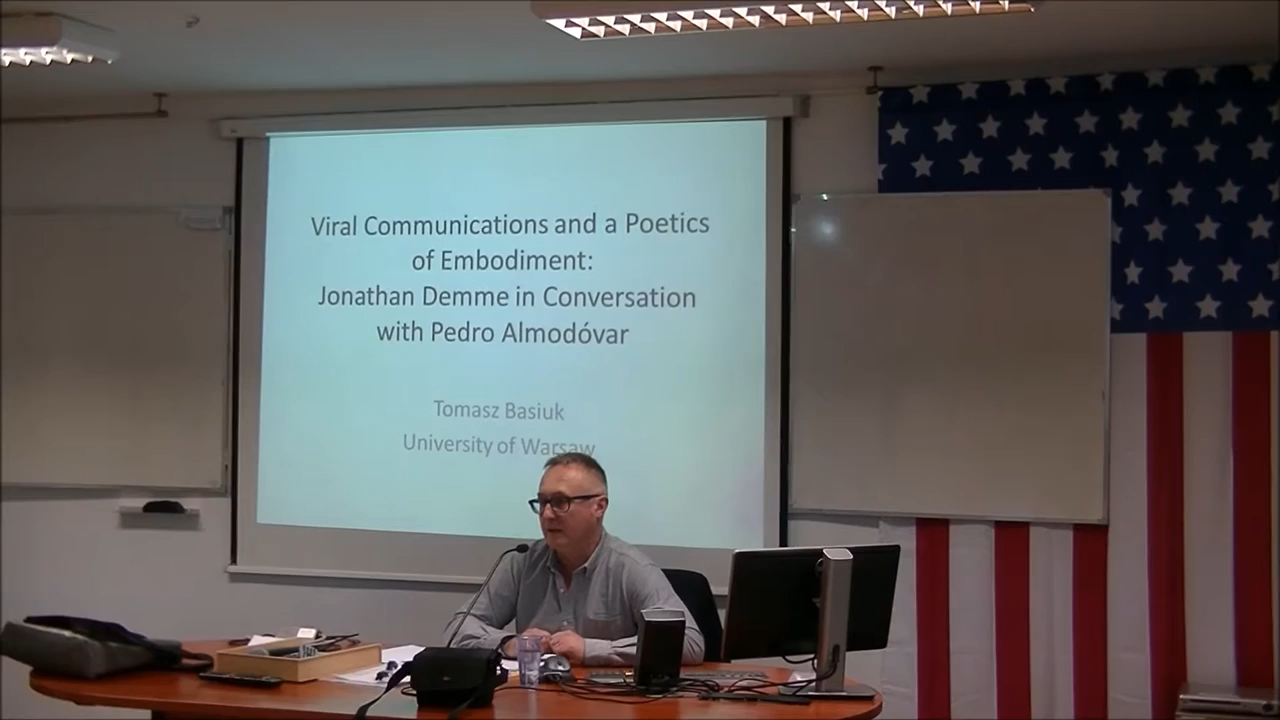 Viral Communications and a Poetics
of Embodiment:
Jonathan Demme in Conversation
with Pedro Almodóvar
Tomasz Basiuk
University of Warsaw